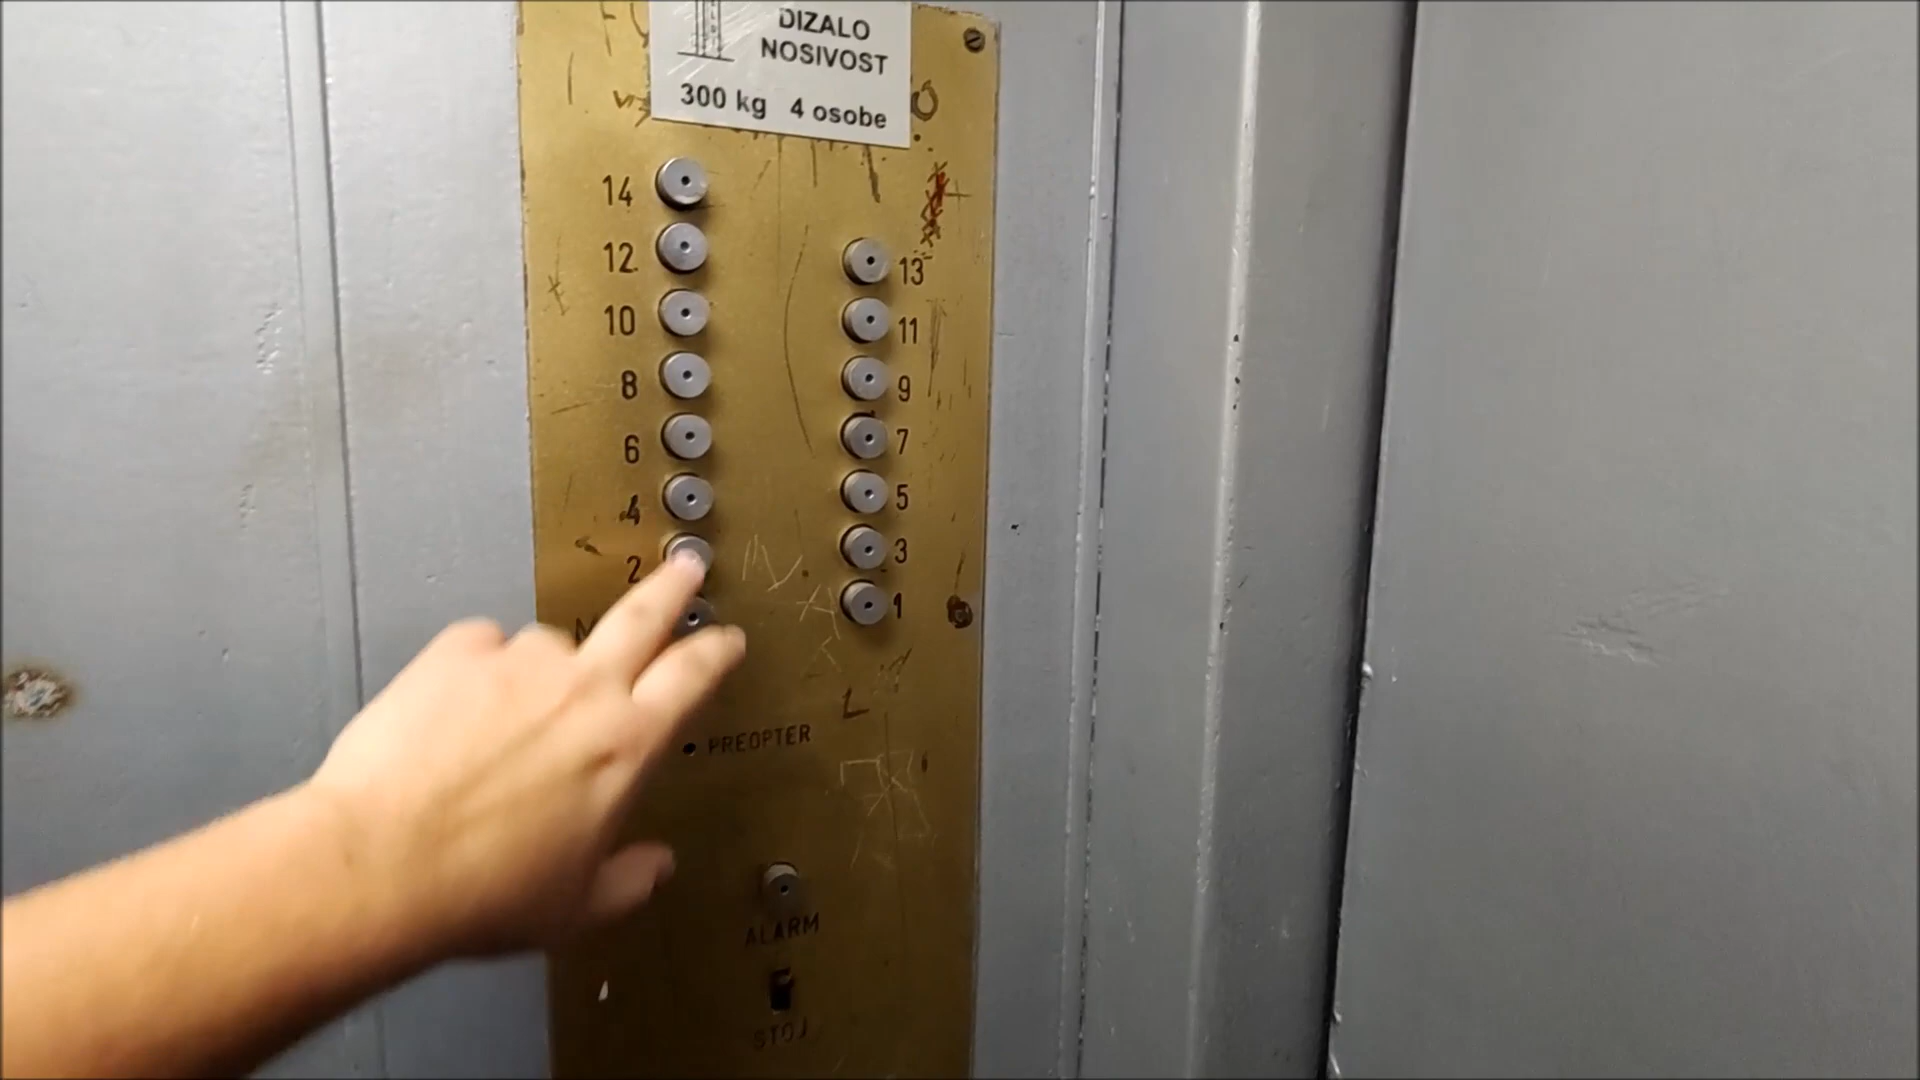 DIZALO
NOSIVOST
300 kg 4 osobe
14
12 13
10 11
8 9
6 7
4 5
2 3
1
PREOPTER
ALARM
STOJ